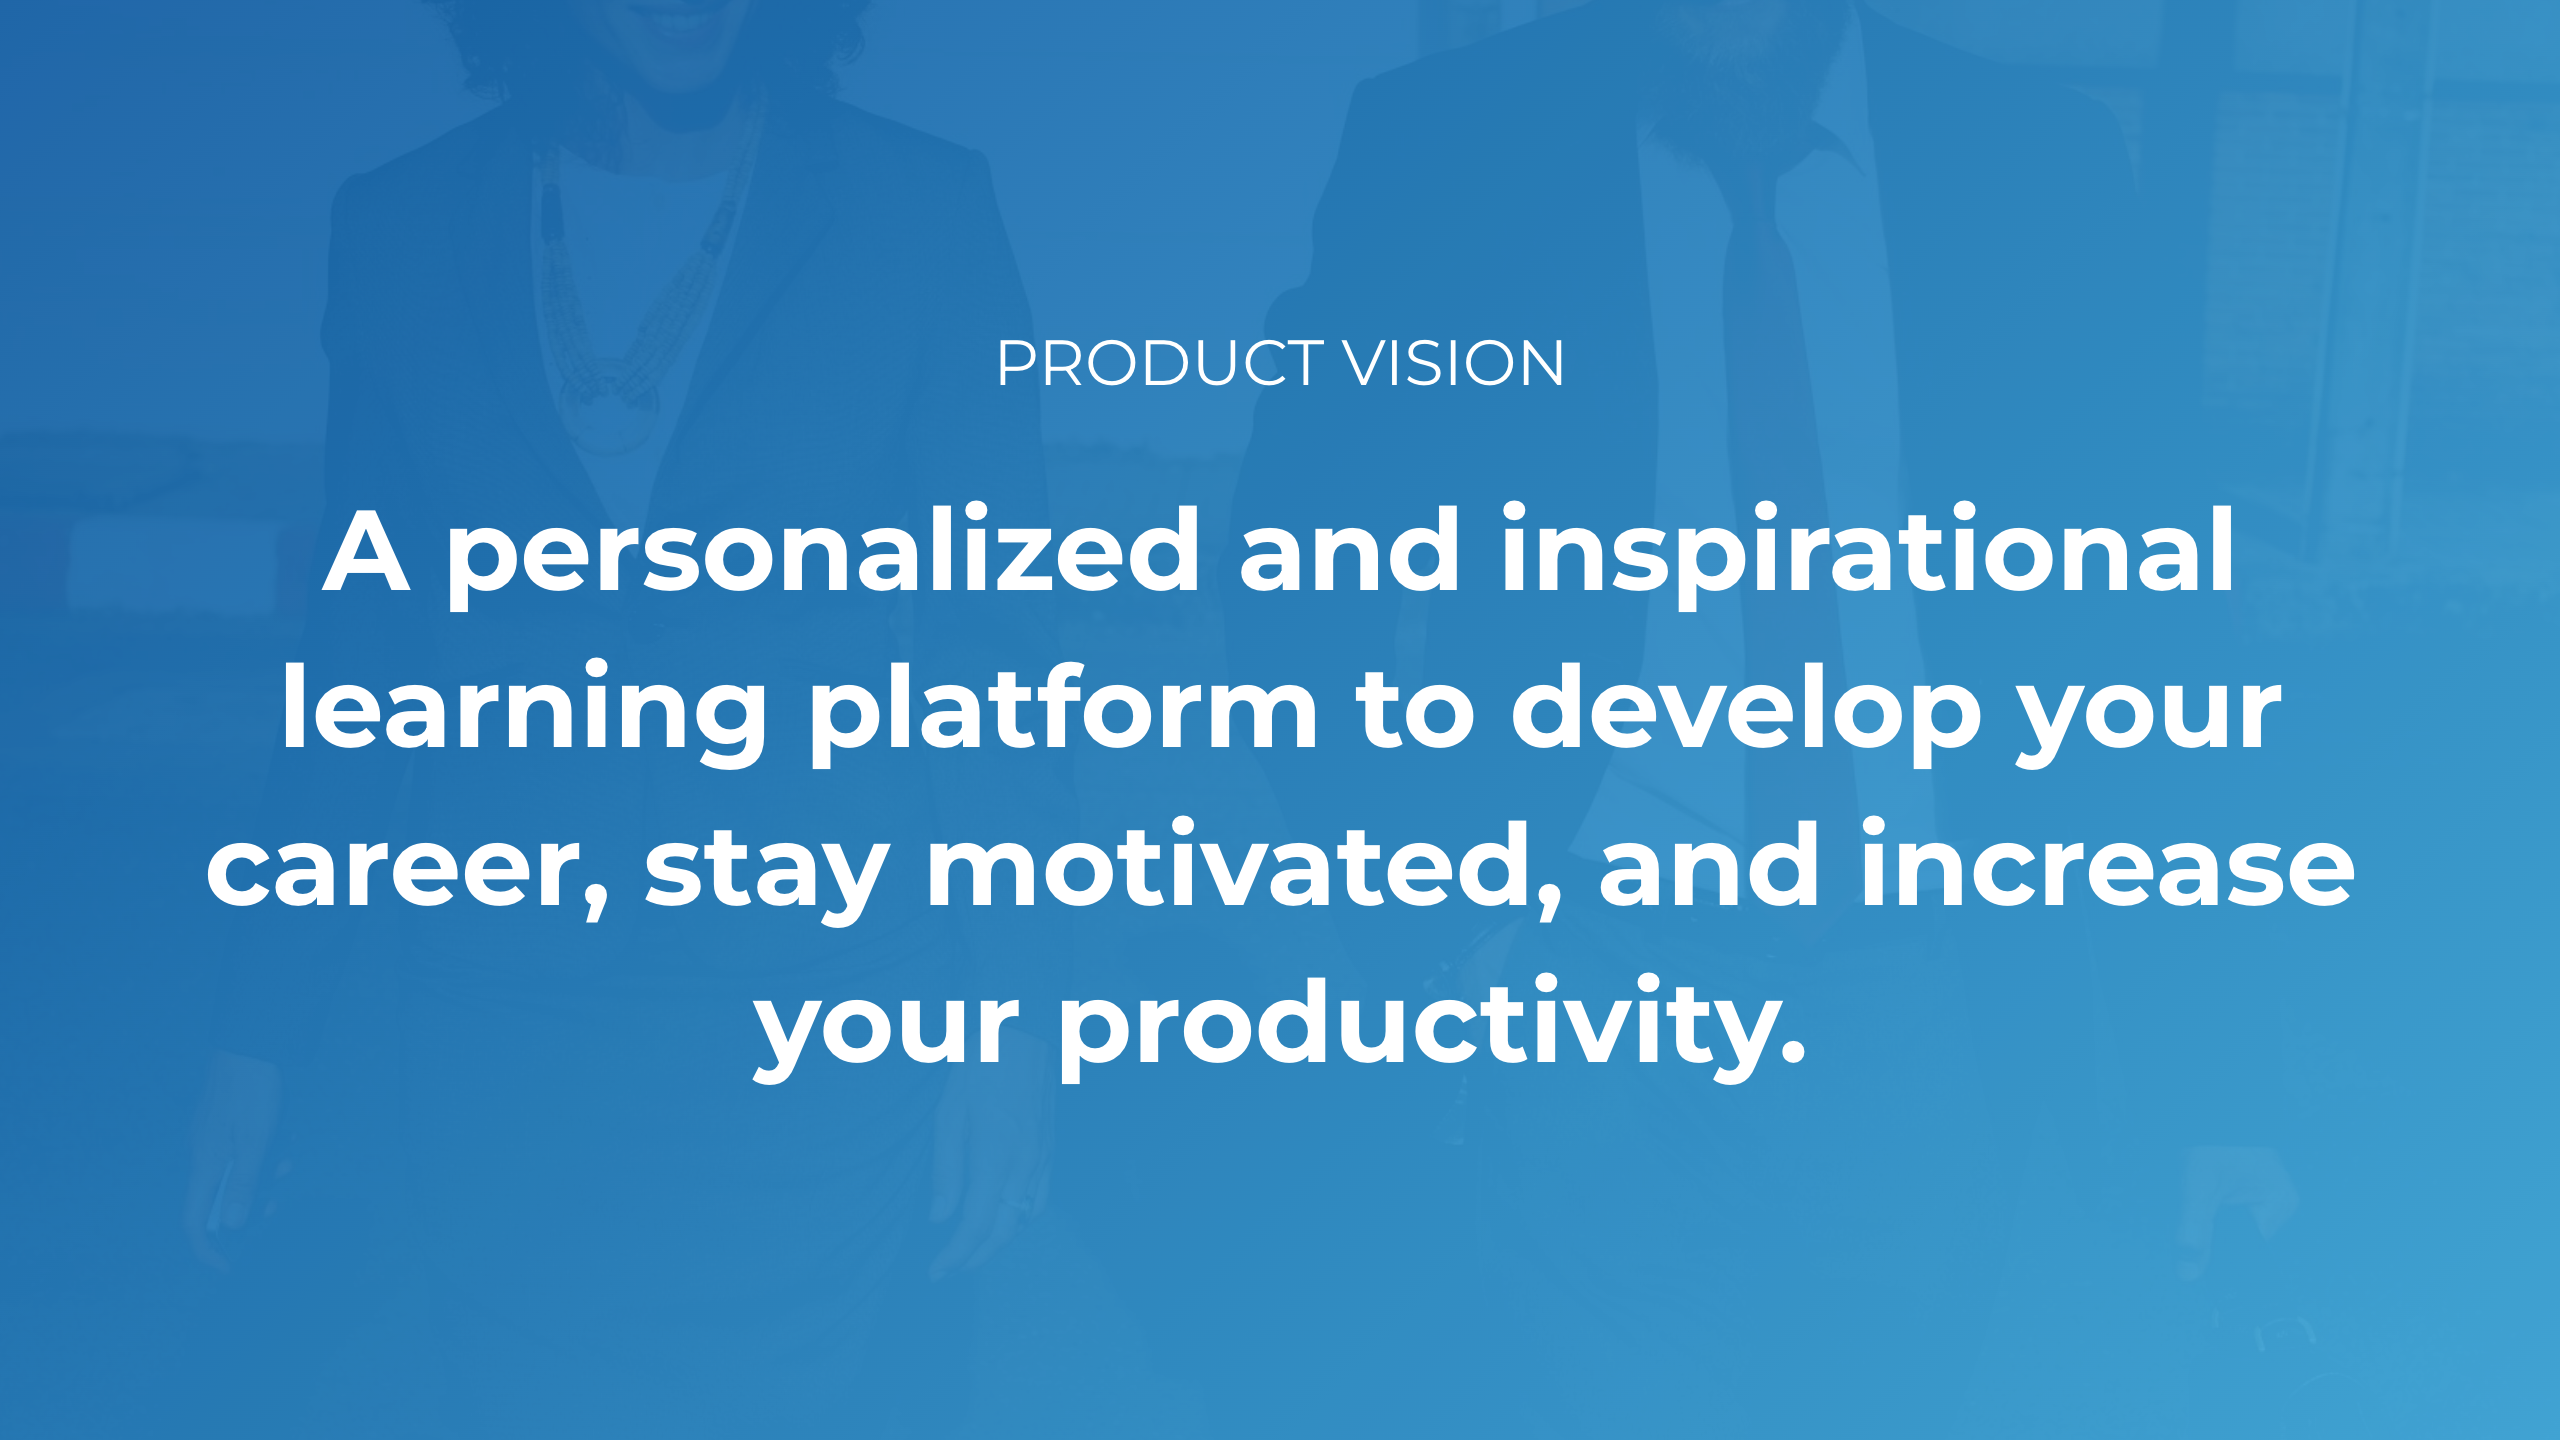 PRODUCT VISION
A personalized and inspirational
learning platform to develop your
career, stay motivated, and increase
your productivity.